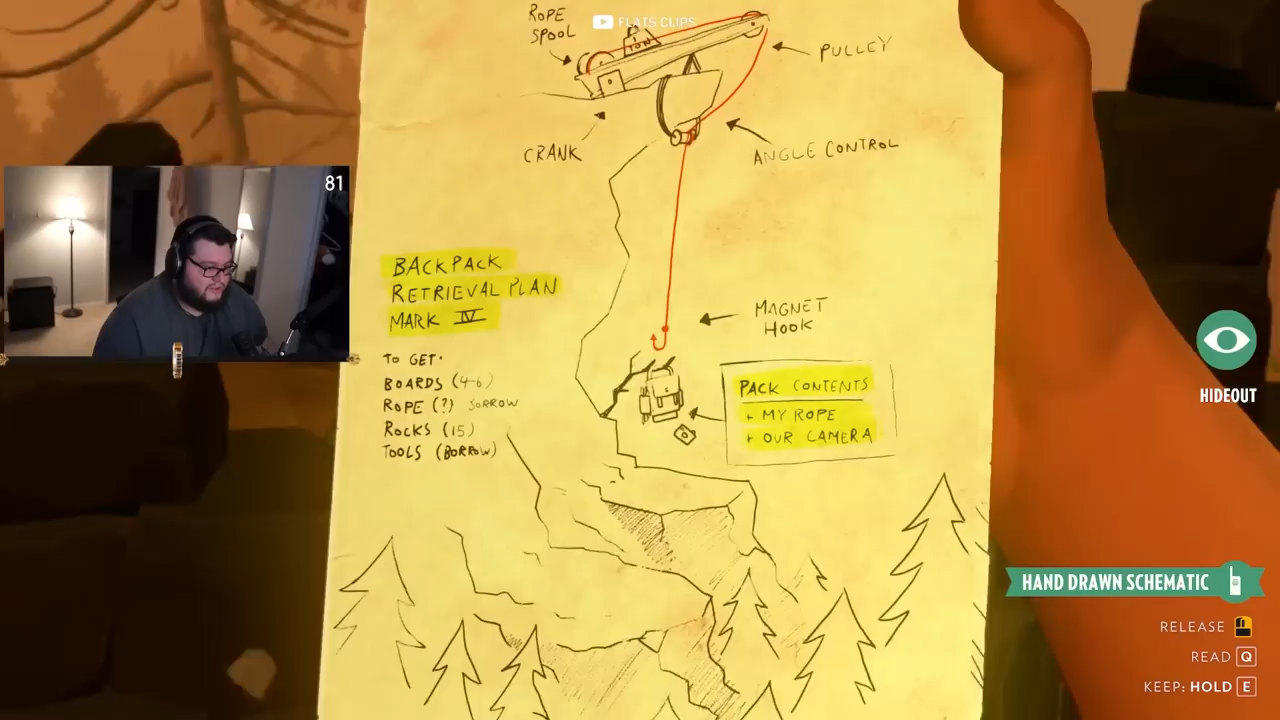 FLATS CLIPS
ROPE
SPOOL
1 TON
PULLEY
CRANK
ANGLE CONTROL
81
BACKPACK
RETRIEVAL PLAN
MARK IV
MAGNET
HOOK
TO GET:
BOARDS (4-6)
ROPE (?) BORROW
ROCKS (15)
TOOLS (BORROW)
PACK CONTENTS
+ MY ROPE
+ OUR CAMERA
HIDEOUT
HAND DRAWN SCHEMATIC
RELEASE
READ Q
KEEP: HOLD E